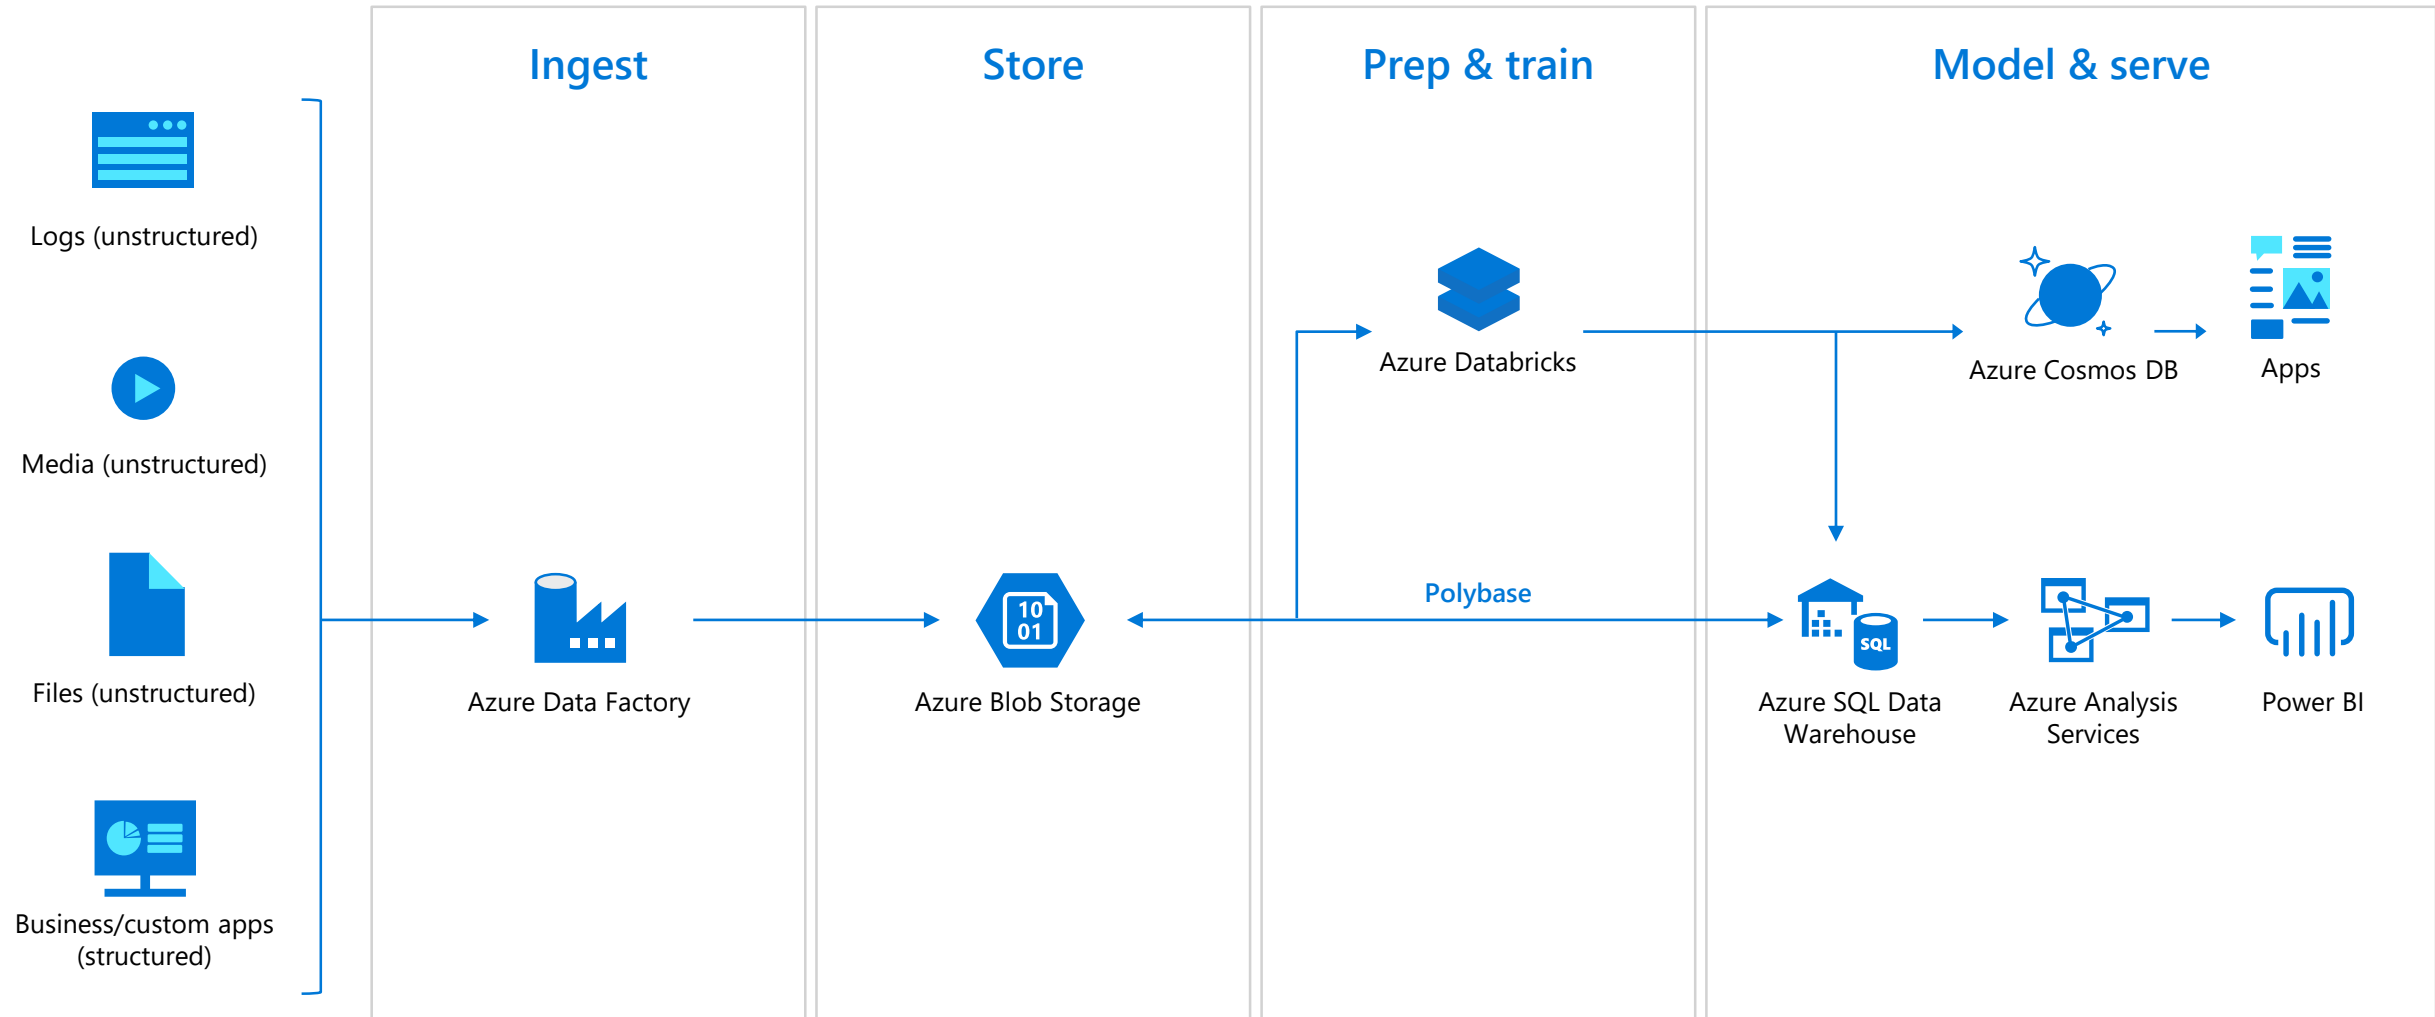 Ingest
Store
Prep & train
Model & serve
Logs (unstructured)
Media (unstructured)
Files (unstructured)
Business/custom apps
(structured)
Azure Data Factory
10
01
Azure Blob Storage
Azure Databricks
Polybase
Azure Cosmos DB
Apps
SQL
Azure SQL Data
Warehouse
Azure Analysis
Services
Power BI